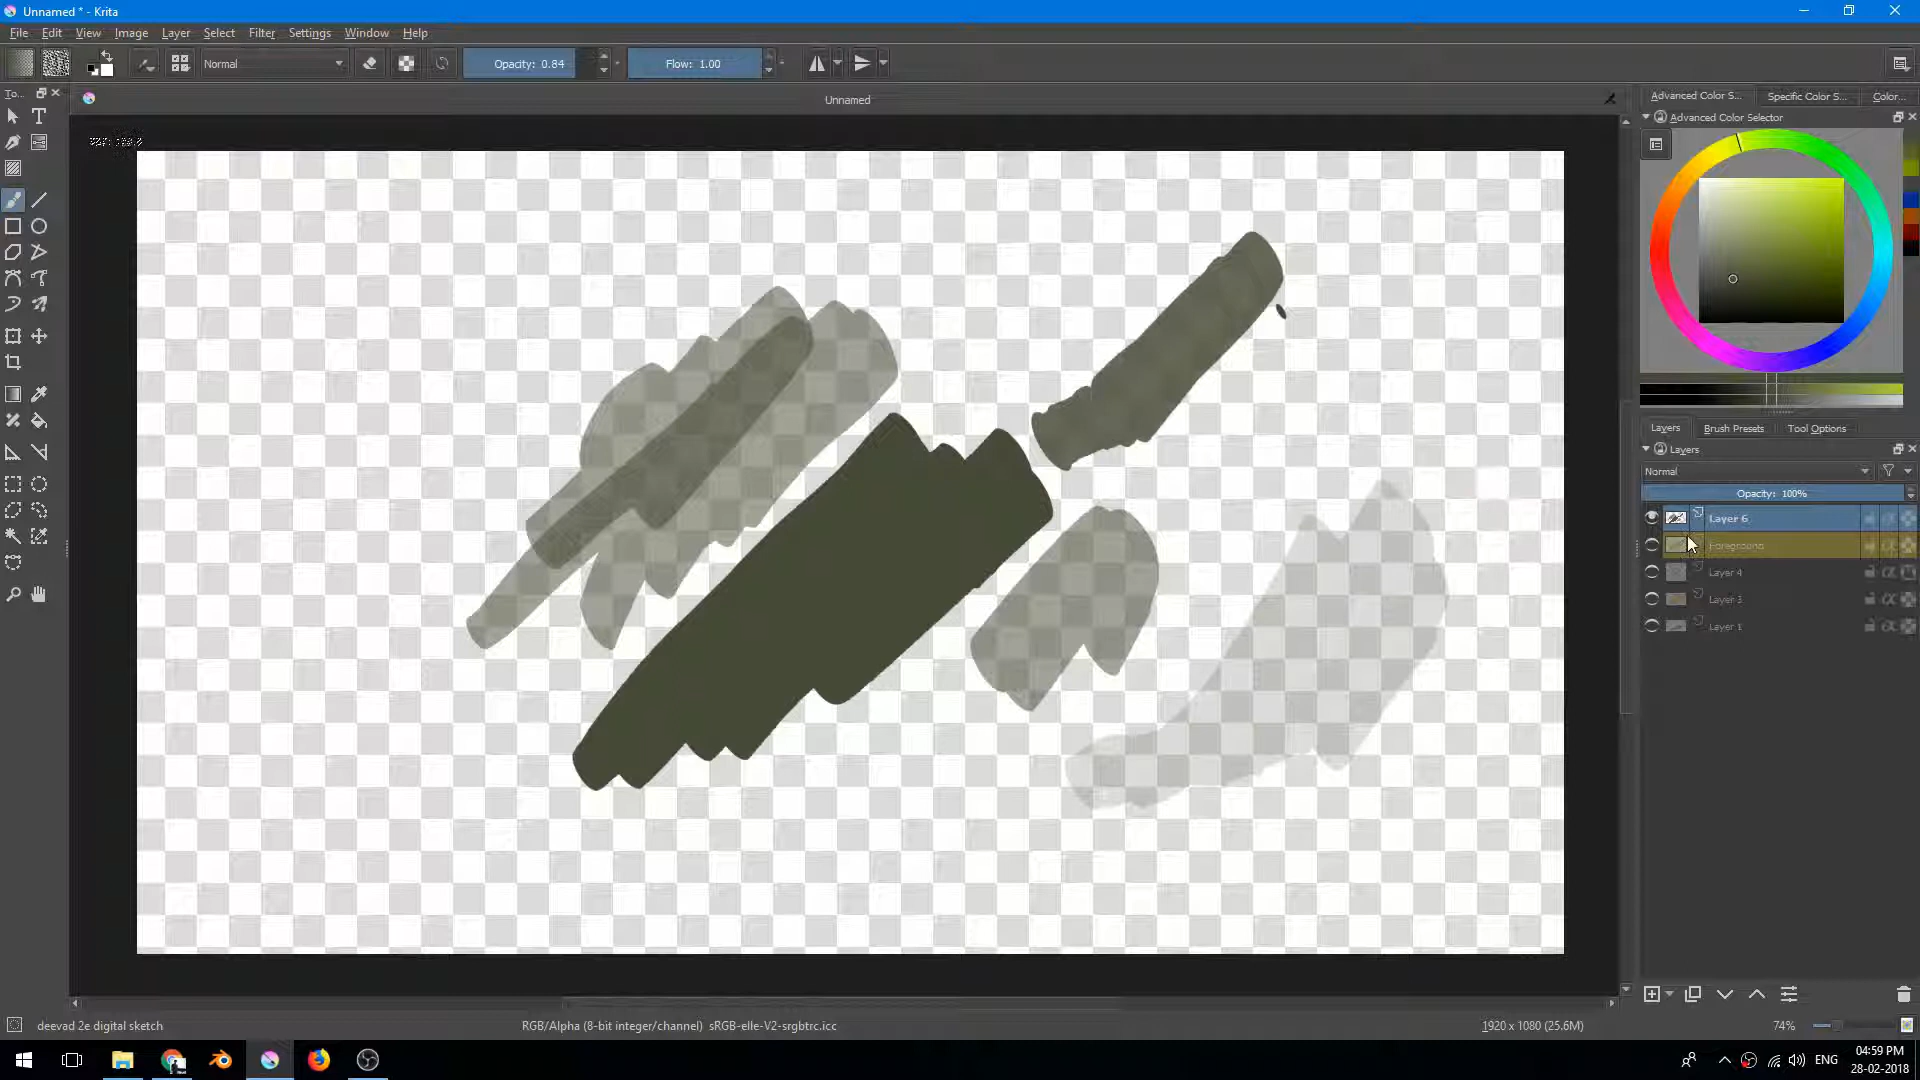 Unnamed * - Krita
File Edit View Image Layer Select Filter Settings Window Help
Normal Opacity: 0.84 Flow: 1.00
To...
Unnamed
Advanced Color S... Specific Color S... Color...
Advanced Color Selector
Layers Brush Presets Tool Options
Layers
Normal
Opacity: 100%
Layer 6
Foreground
Layer 4
Layer 3
Layer 1
deevad 2e digital sketch RGB/Alpha (8-bit integer/channel) sRGB-elle-V2-srgbtrc.icc 1920 x 1080 (25.6M) 74%
ENG
04:59 PM
28-02-2018